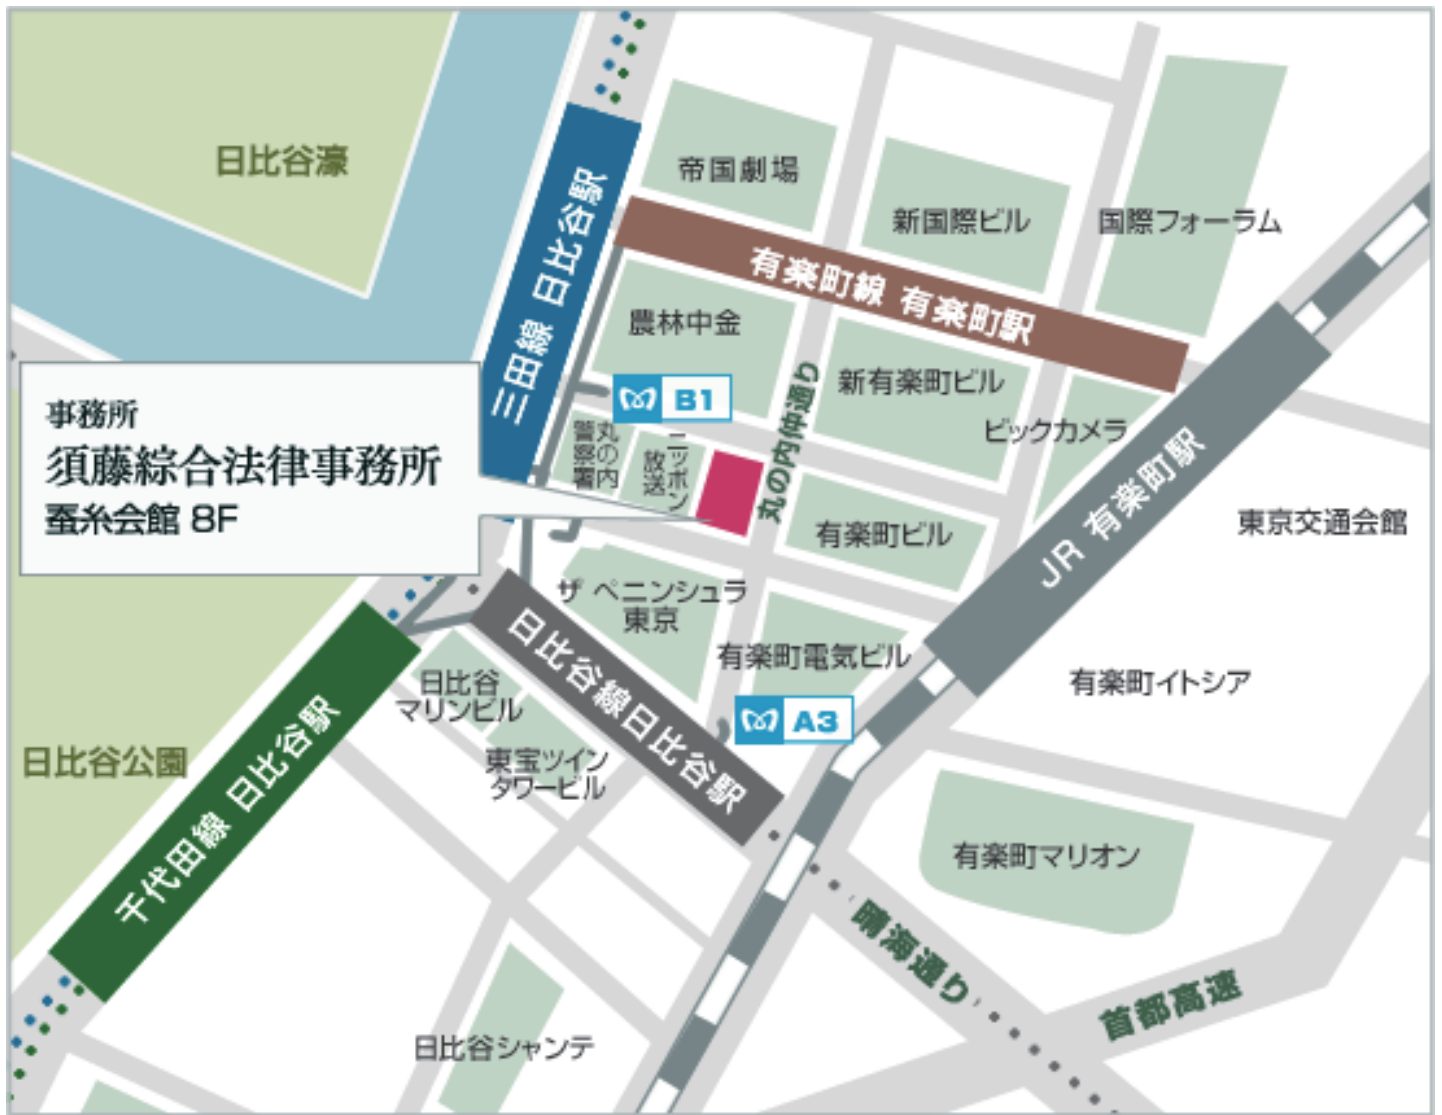 日比谷濠
帝国劇場
新国際ビル
国際フォーラム
三田線 日比谷駅
有楽町線 有楽町駅
農林中金
新有楽町ビル
ビックカメラ
B1
丸の内仲通り
事務所
須藤綜合法律事務所
蚕糸会館 8F
丸の内
警察署
ニッポン
放送
有楽町ビル
JR 有楽町駅
東京交通会館
ザ ペニンシュラ
東京
有楽町電気ビル
有楽町イトシア
日比谷
マリンビル
日比谷線日比谷駅
A3
日比谷公園
千代田線 日比谷駅
東宝ツイン
タワービル
有楽町マリオン
晴海通り
首都高速
日比谷シャンテ